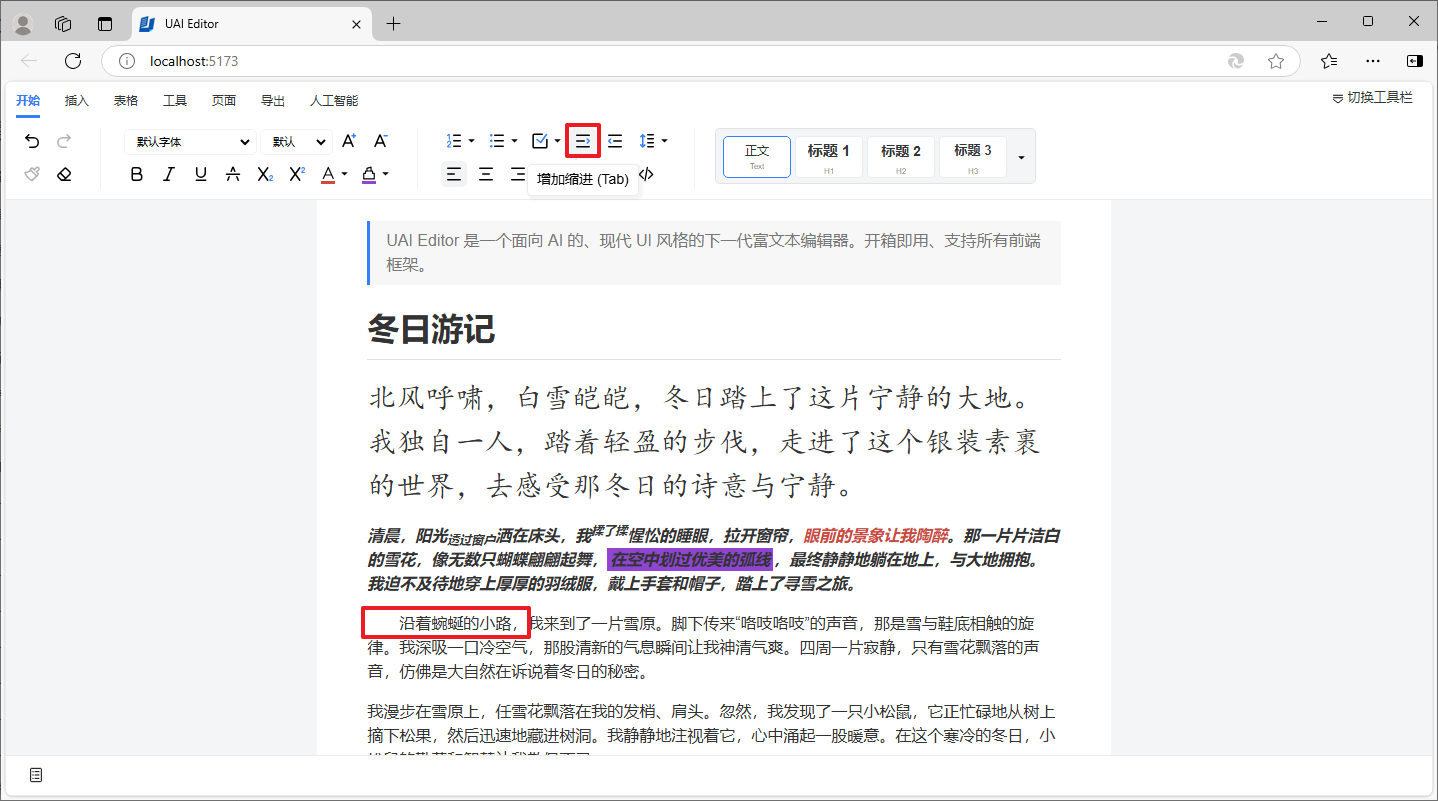 UAI Editor
localhost:5173
开始 插入 表格 工具 页面 导出 人工智能
切换工具栏
默认字体 默认 A+ A-
B I U A X₂ X² A
正文 标题 1 标题 2 标题 3
Text H1 H2 H3
增加缩进 (Tab)
UAI Editor 是一个面向 AI 的、现代 UI 风格的下一代富文本编辑器。开箱即用、支持所有前端
框架。
冬日游记
北风呼啸，白雪皑皑，冬日踏上了这片宁静的大地。
我独自一人，踏着轻盈的步伐，走进了这个银装素裹
的世界，去感受那冬日的诗意与宁静。
清晨，阳光透过窗户洒在床头，我揉了揉惺忪的睡眼，拉开窗帘，眼前的景象让我陶醉。那一片片洁白
的雪花，像无数只蝴蝶翩翩起舞，在空中划过优美的弧线，最终静静地躺在地上，与大地拥抱。
我迫不及待地穿上厚厚的羽绒服，戴上手套和帽子，踏上了寻雪之旅。
沿着蜿蜒的小路，我来到了一片雪原。脚下传来“咯吱咯吱”的声音，那是雪与鞋底相触的旋
律。我深吸一口冷空气，那股清新的气息瞬间让我神清气爽。四周一片寂静，只有雪花飘落的声
音，仿佛是大自然在诉说着冬日的秘密。
我漫步在雪原上，任雪花飘落在我的发梢、肩头。忽然，我发现了一只小松鼠，它正忙碌地从树上
摘下松果，然后迅速地藏进树洞。我静静地注视着它，心中涌起一股暖意。在这个寒冷的冬日，小